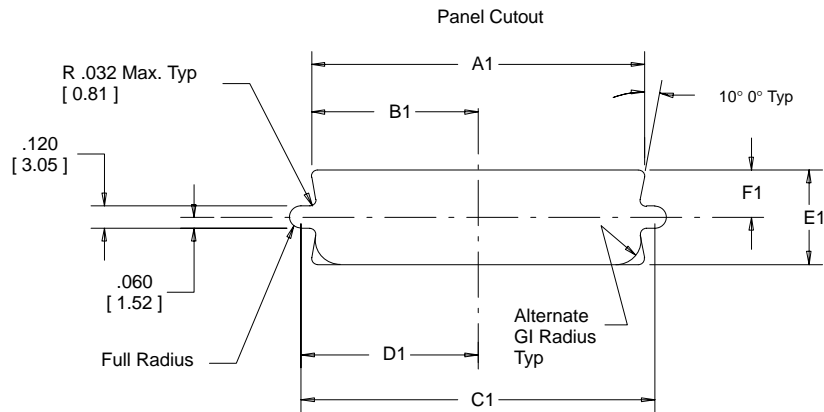 Panel Cutout
A1
R .032 Max. Typ
[ 0.81 ]
10° 0° Typ
B1
.120
[ 3.05 ]
F1
E1
.060
[ 1.52 ]
Alternate
GI Radius
Typ
Full Radius
D1
C1